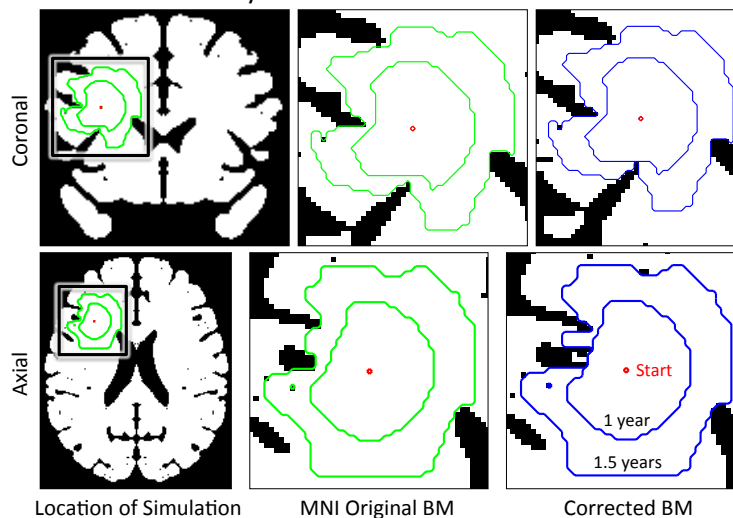 Coronal
Axial
Start
1 year
1.5 years
Location of Simulation
MNI Original BM
Corrected BM